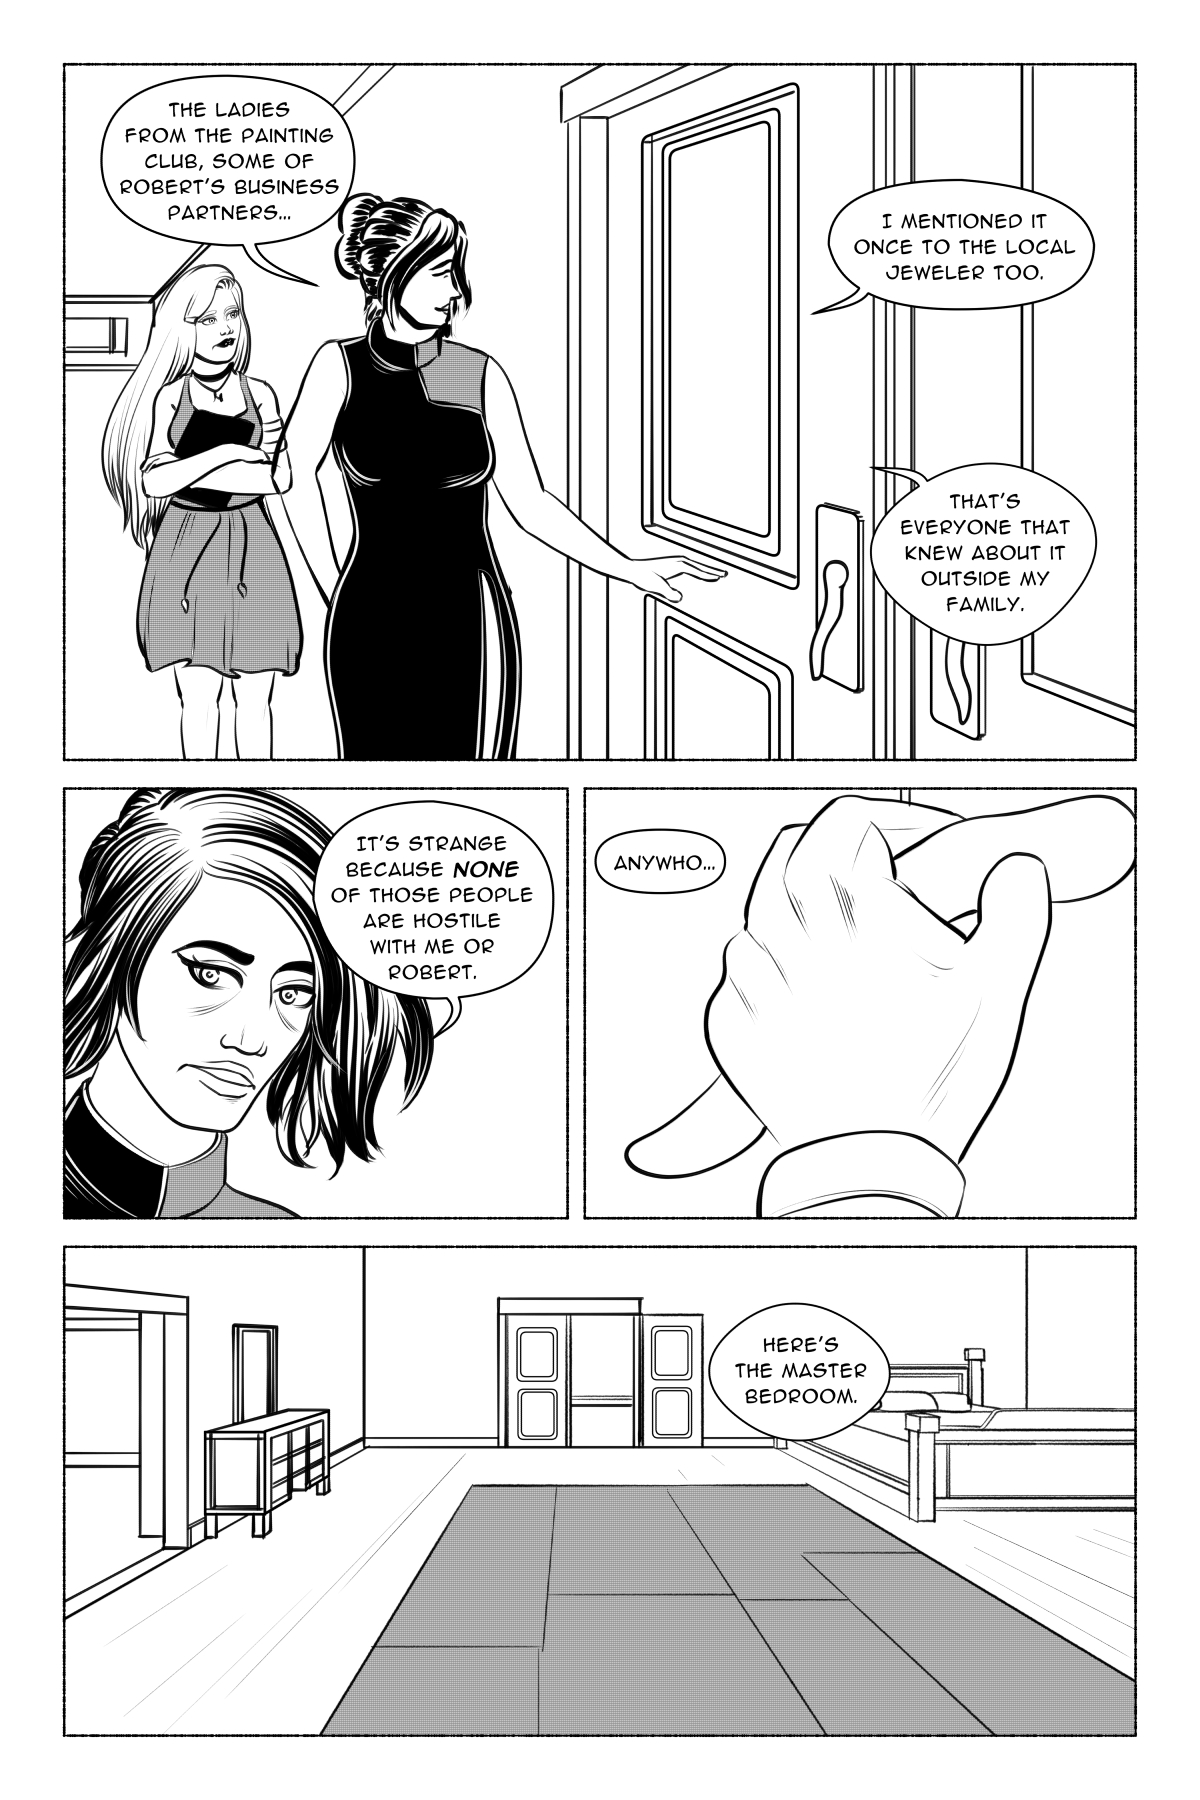 THE LADIES
FROM THE PAINTING
CLUB, SOME OF
ROBERT'S BUSINESS
PARTNERS...
I MENTIONED IT
ONCE TO THE LOCAL
JEWELER TOO.
THAT'S
EVERYONE THAT
KNEW ABOUT IT
OUTSIDE MY
FAMILY.
IT'S STRANGE
BECAUSE NONE
OF THOSE PEOPLE
ARE HOSTILE
WITH ME OR
ROBERT.
ANYWHO...
HERE'S
THE MASTER
BEDROOM.